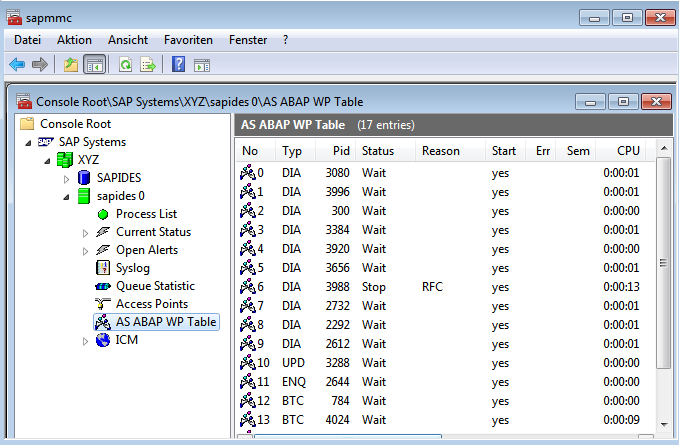 sapmmc
Datei Aktion Ansicht Favoriten Fenster ?
Console Root\SAP Systems\XYZ\sapides 0\AS ABAP WP Table
Console Root
SAP Systems
XYZ
SAPIDES
sapides 0
Process List
Current Status
Open Alerts
Syslog
Queue Statistic
Access Points
AS ABAP WP Table
ICM
AS ABAP WP Table (17 entries)
No Typ Pid Status Reason Start Err Sem CPU
0 DIA 3080 Wait yes 0:00:01
1 DIA 3996 Wait yes 0:00:01
2 DIA 300 Wait yes 0:00:00
3 DIA 3384 Wait yes 0:00:01
4 DIA 3920 Wait yes 0:00:00
5 DIA 3656 Wait yes 0:00:01
6 DIA 3988 Stop RFC yes 0:00:13
7 DIA 2732 Wait yes 0:00:01
8 DIA 2292 Wait yes 0:00:01
9 DIA 2612 Wait yes 0:00:01
10 UPD 3288 Wait yes 0:00:00
11 ENQ 2644 Wait yes 0:00:00
12 BTC 784 Wait yes 0:00:00
13 BTC 4024 Wait yes 0:00:09